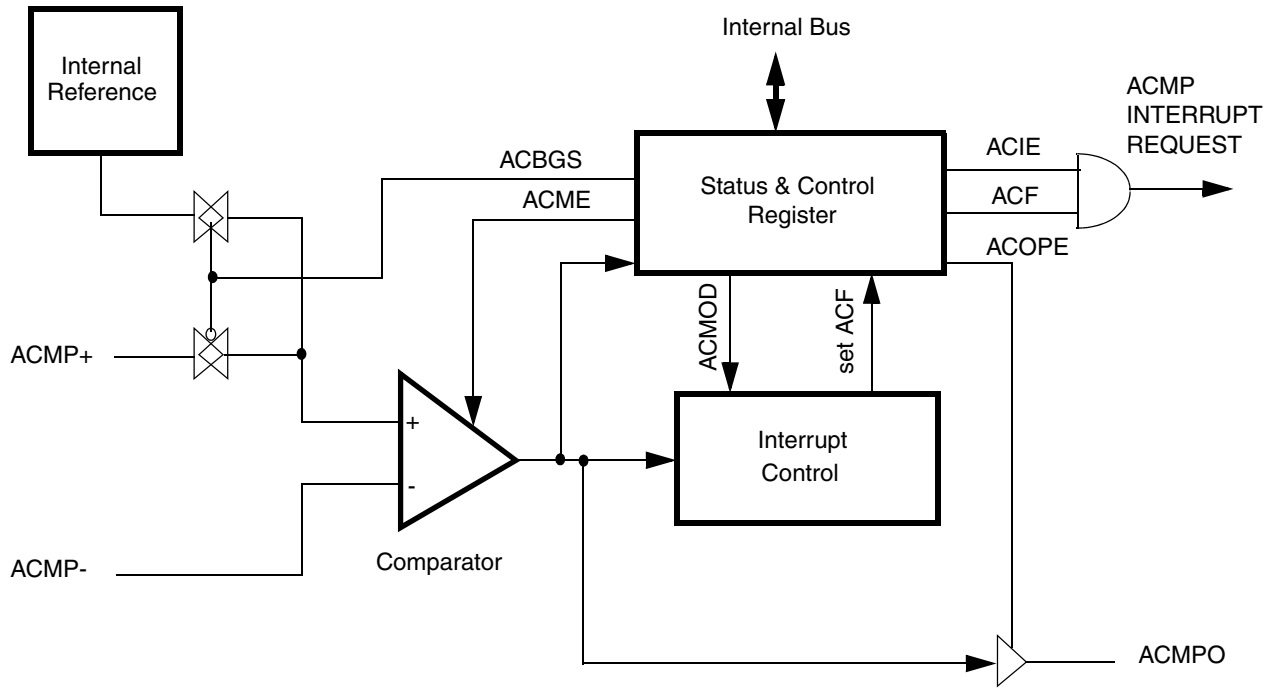 Internal Bus
Internal
Reference
ACMP
INTERRUPT
REQUEST
ACBGS
ACME
Status & Control
Register
ACIE
ACF
ACOPE
ACMOD
set ACF
ACMP+
+
-
Interrupt
Control
Comparator
ACMP-
ACMPO